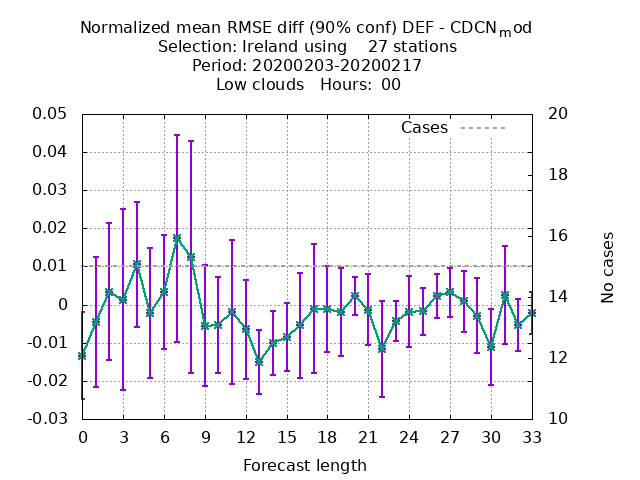 Normalized mean RMSE diff (90% conf) DEF - CDCNmod
Selection: Ireland using 27 stations
Period: 20200203-20200217
Low clouds Hours: 00
Cases
0.05
0.04
0.03
0.02
0.01
0
-0.01
-0.02
-0.03
20
18
16
14
12
10
No cases
0 3 6 9 12 15 18 21 24 27 30 33
Forecast length